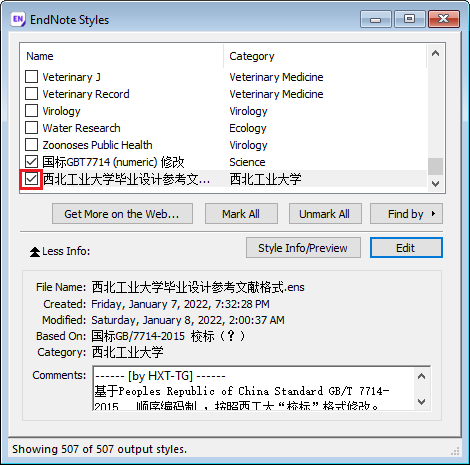 EndNote Styles
Name Category
Veterinary J Veterinary Medicine
Veterinary Record Veterinary Medicine
Virology Virology
Water Research Ecology
Zoonoses Public Health Virology
国标GBT7714 (numeric) 修改 Science
西北工业大学毕业设计参考文... 西北工业大学
Get More on the Web... Mark All Unmark All Find by
Less Info: Style Info/Preview Edit
File Name: 西北工业大学毕业设计参考文献格式.ens
Created: Friday, January 7, 2022, 7:32:28 PM
Modified: Saturday, January 8, 2022, 2:00:37 AM
Based On: 国标GB/7714-2015 校标（？）
Category: 西北工业大学
Comments: ------ [by HXT-TG] ------
基于Peoples Republic of China Standard GB/T 7714-
2015 ，顺序编码制，按照西工大“校标”格式修改。
Showing 507 of 507 output styles.